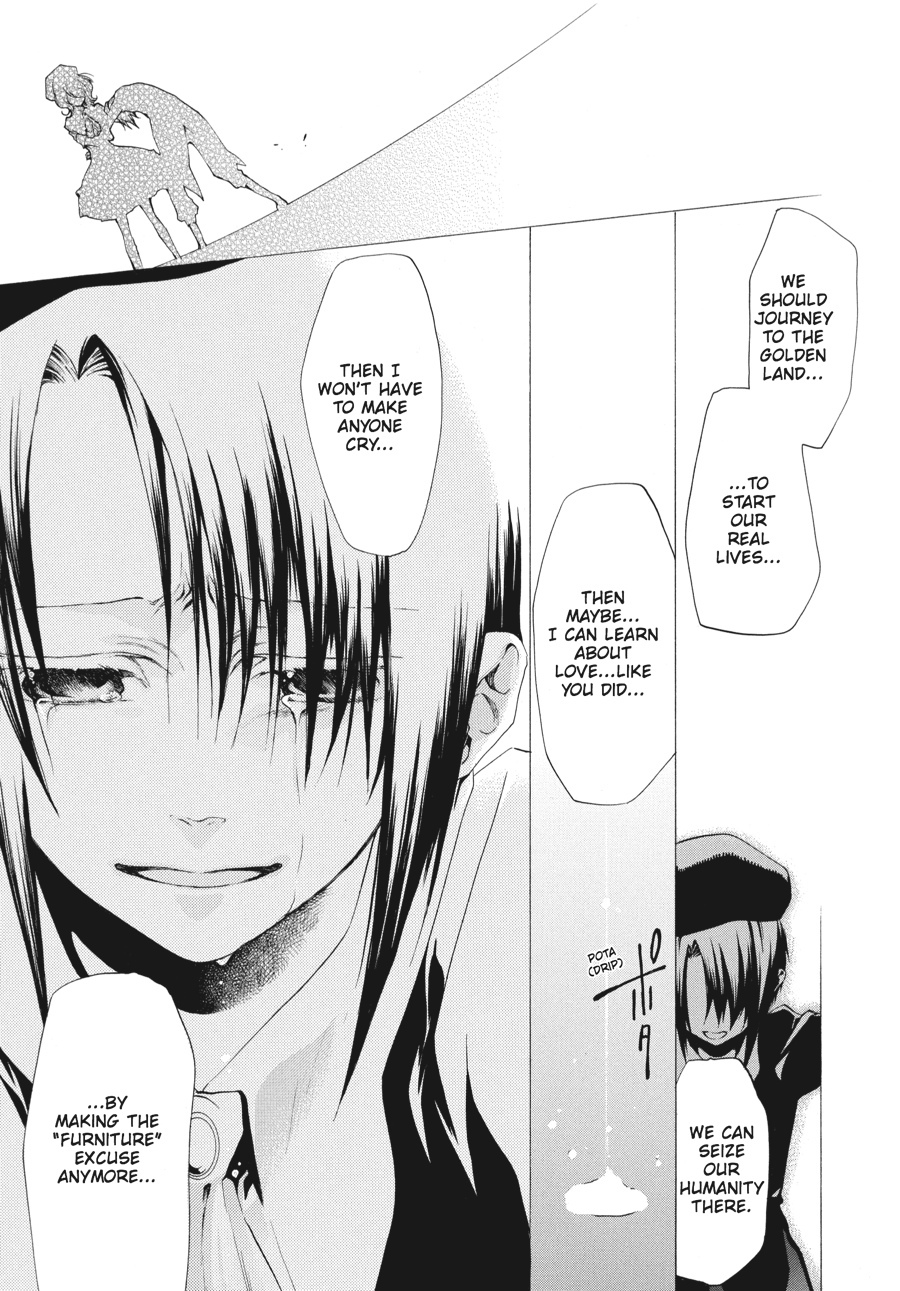 WE
SHOULD
JOURNEY
TO THE
GOLDEN
LAND...
...TO
START
OUR
REAL
LIVES...
WE CAN
SEIZE
OUR
HUMANITY
THERE.
THEN
MAYBE...
I CAN LEARN
ABOUT
LOVE...LIKE
YOU DID...
POTA
(DRIP)
ポタ
THEN I
WON'T HAVE
TO MAKE
ANYONE
CRY...
...BY
MAKING THE
"FURNITURE"
EXCUSE
ANYMORE...